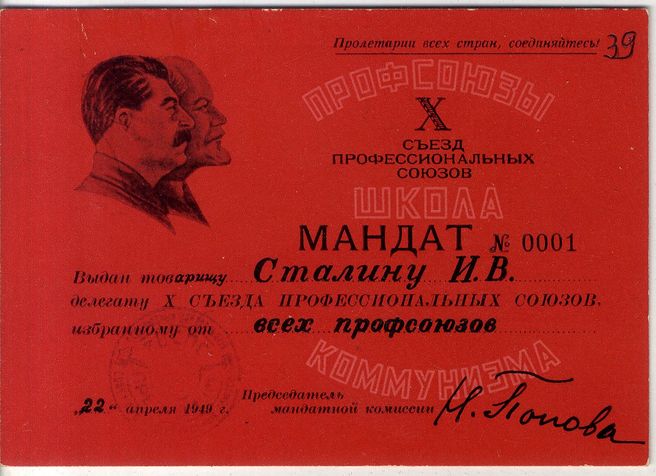 Пролетарии всех стран, соединяйтесь!
39
ПРОФСОЮЗЫ
X
СЪЕЗД
ПРОФЕССИОНАЛЬНЫХ
СОЮЗОВ
ШКОЛА
МАНДАТ № 0001
Выдан товарищу Сталину И.В.
делегату X СЪЕЗДА ПРОФЕССИОНАЛЬНЫХ СОЮЗОВ,
избранному от всех профсоюзов
КОММУНИЗМА
„22“ апреля 1949 г.
Председатель
мандатной комиссии Н. Попова